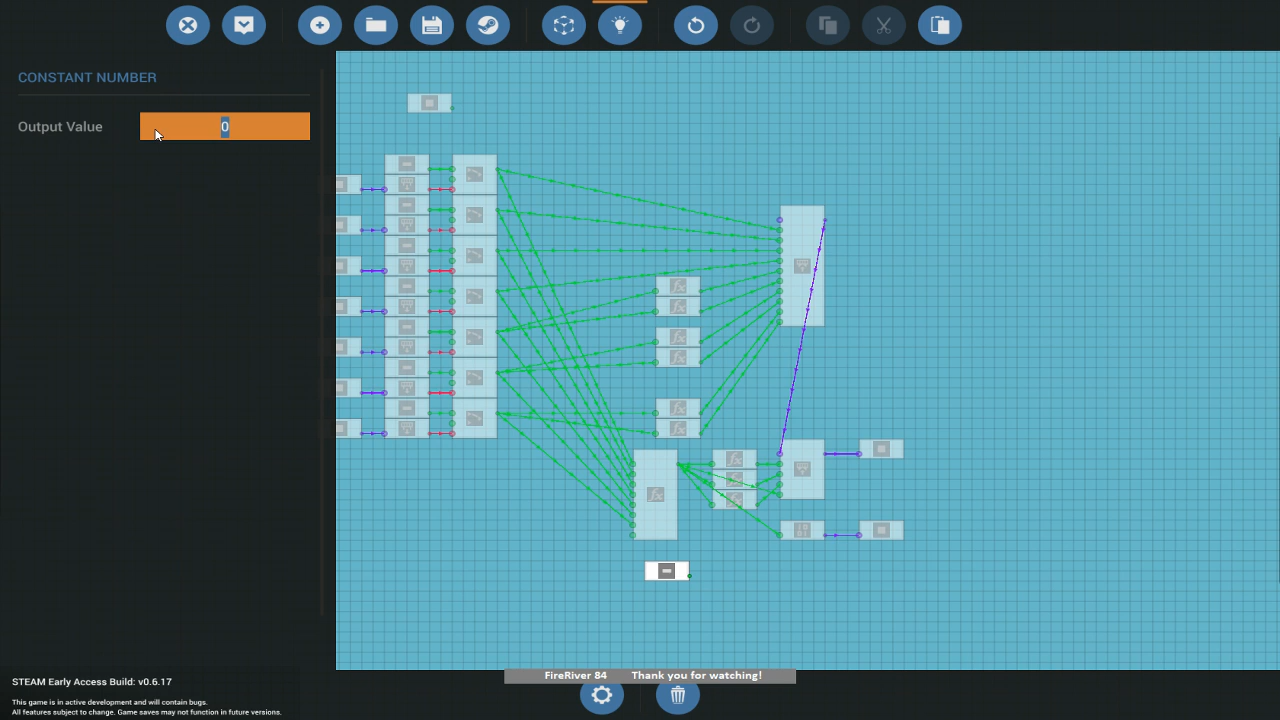 CONSTANT NUMBER
Output Value 0
STEAM Early Access Build: v0.6.17
This game is in active development and will contain bugs.
All features subject to change. Game saves may not function in future versions.
FireRiver 84 Thank you for watching!